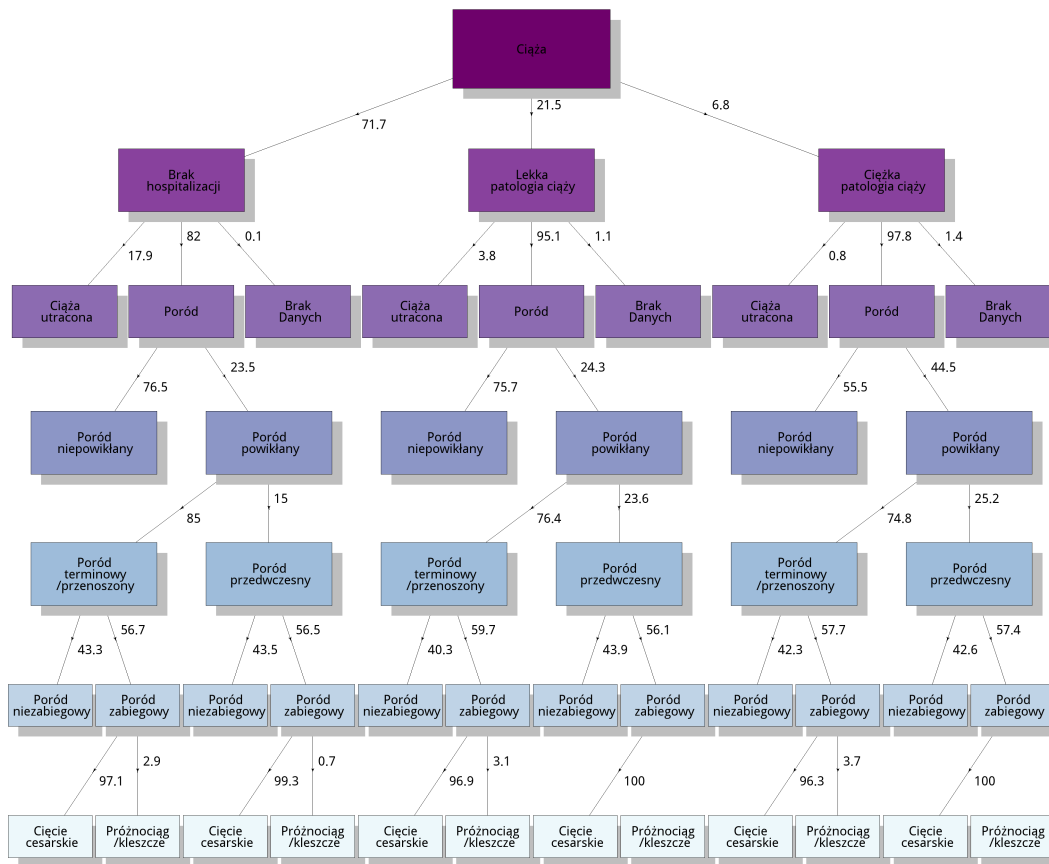 Ciąża
71.7
21.5
6.8
Brak
hospitalizacji
Lekka
patologia ciąży
Ciężka
patologia ciąży
17.9
82
0.1
3.8
95.1
1.1
0.8
97.8
1.4
Ciąża
utracona
Poród
Brak
Danych
Ciąża
utracona
Poród
Brak
Danych
Ciąża
utracona
Poród
Brak
Danych
76.5
23.5
75.7
24.3
55.5
44.5
Poród
niepowikłany
Poród
powikłany
Poród
niepowikłany
Poród
powikłany
Poród
niepowikłany
Poród
powikłany
85
15
76.4
23.6
74.8
25.2
Poród
terminowy
/przenoszony
Poród
przedwczesny
Poród
terminowy
/przenoszony
Poród
przedwczesny
Poród
terminowy
/przenoszony
Poród
przedwczesny
43.3
56.7
43.5
56.5
40.3
59.7
43.9
56.1
42.3
57.7
42.6
57.4
Poród
niezabiegowy
Poród
zabiegowy
Poród
niezabiegowy
Poród
zabiegowy
Poród
niezabiegowy
Poród
zabiegowy
Poród
niezabiegowy
Poród
zabiegowy
Poród
niezabiegowy
Poród
zabiegowy
Poród
niezabiegowy
Poród
zabiegowy
97.1
2.9
99.3
0.7
96.9
3.1
100
96.3
3.7
100
Cięcie
cesarskie
Próżnociąg
/kleszcze
Cięcie
cesarskie
Próżnociąg
/kleszcze
Cięcie
cesarskie
Próżnociąg
/kleszcze
Cięcie
cesarskie
Próżnociąg
/kleszcze
Cięcie
cesarskie
Próżnociąg
/kleszcze
Cięcie
cesarskie
Próżnociąg
/kleszcze